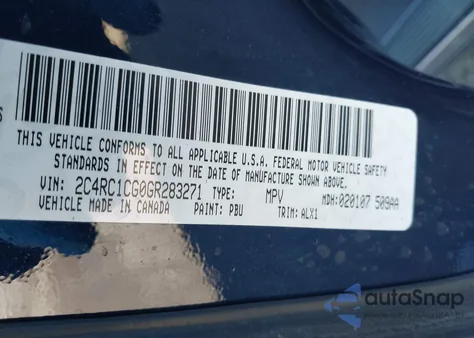 THIS VEHICLE CONFORMS TO ALL APPLICABLE U.S.A. FEDERAL MOTOR VEHICLE SAFETY
STANDARDS IN EFFECT ON THE DATE OF MANUFACTURE SHOWN ABOVE.
VIN: 2C4RC1CG0GR283271 TYPE: MPV MDH:020107 509AA
VEHICLE MADE IN CANADA PAINT: PBU TRIM: ALX1
autoSnap